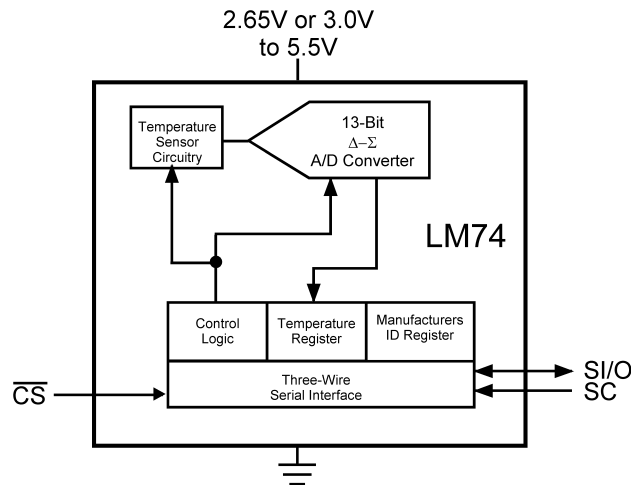 2.65V or 3.0V
to 5.5V
Temperature
Sensor
Circuitry
13-Bit
Δ–Σ
A/D Converter
LM74
Control
Logic
Temperature
Register
Manufacturers
ID Register
Three-Wire
Serial Interface
C̅S̅
SI/O
SC